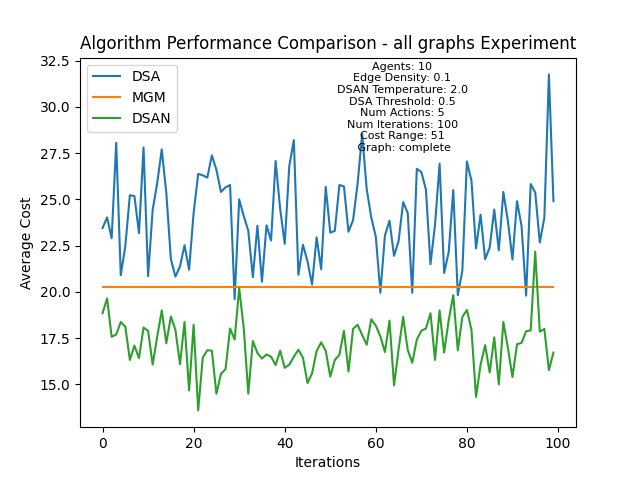 Algorithm Performance Comparison - all graphs Experiment
32.5
30.0
27.5
25.0
22.5
20.0
17.5
15.0
Average Cost
DSA
MGM
DSAN
Agents: 10
Edge Density: 0.1
DSAN Temperature: 2.0
DSA Threshold: 0.5
Num Actions: 5
Num Iterations: 100
Cost Range: 51
Graph: complete
0 20 40 60 80 100
Iterations